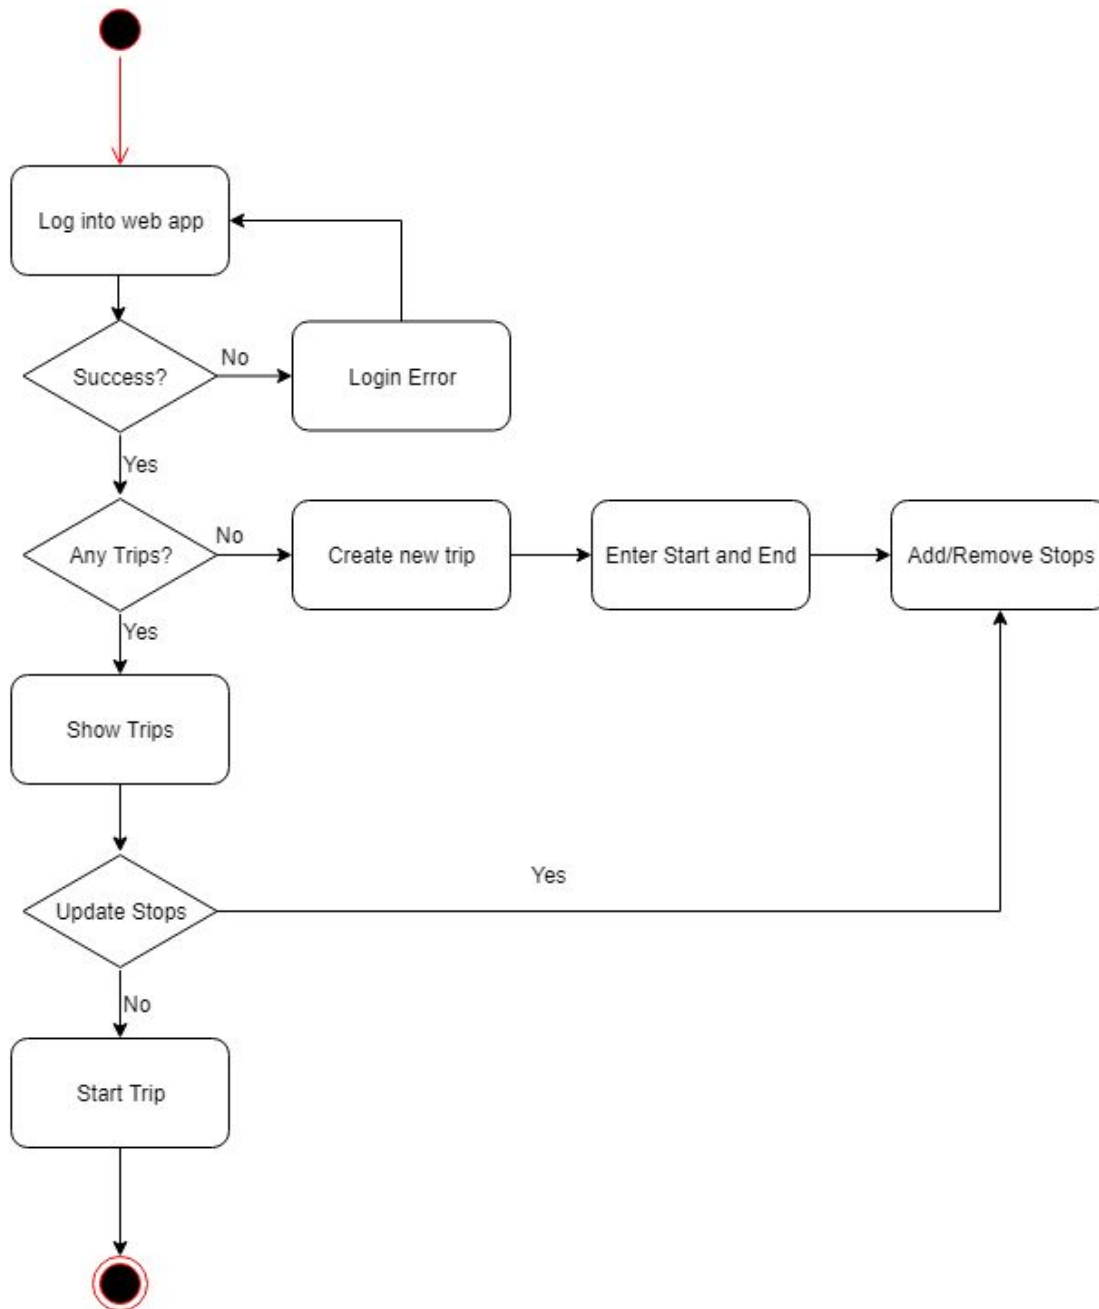 Log into web app
Success?
No
Login Error
Yes
Any Trips?
No
Create new trip
Enter Start and End
Add/Remove Stops
Yes
Show Trips
Update Stops
Yes
No
Start Trip